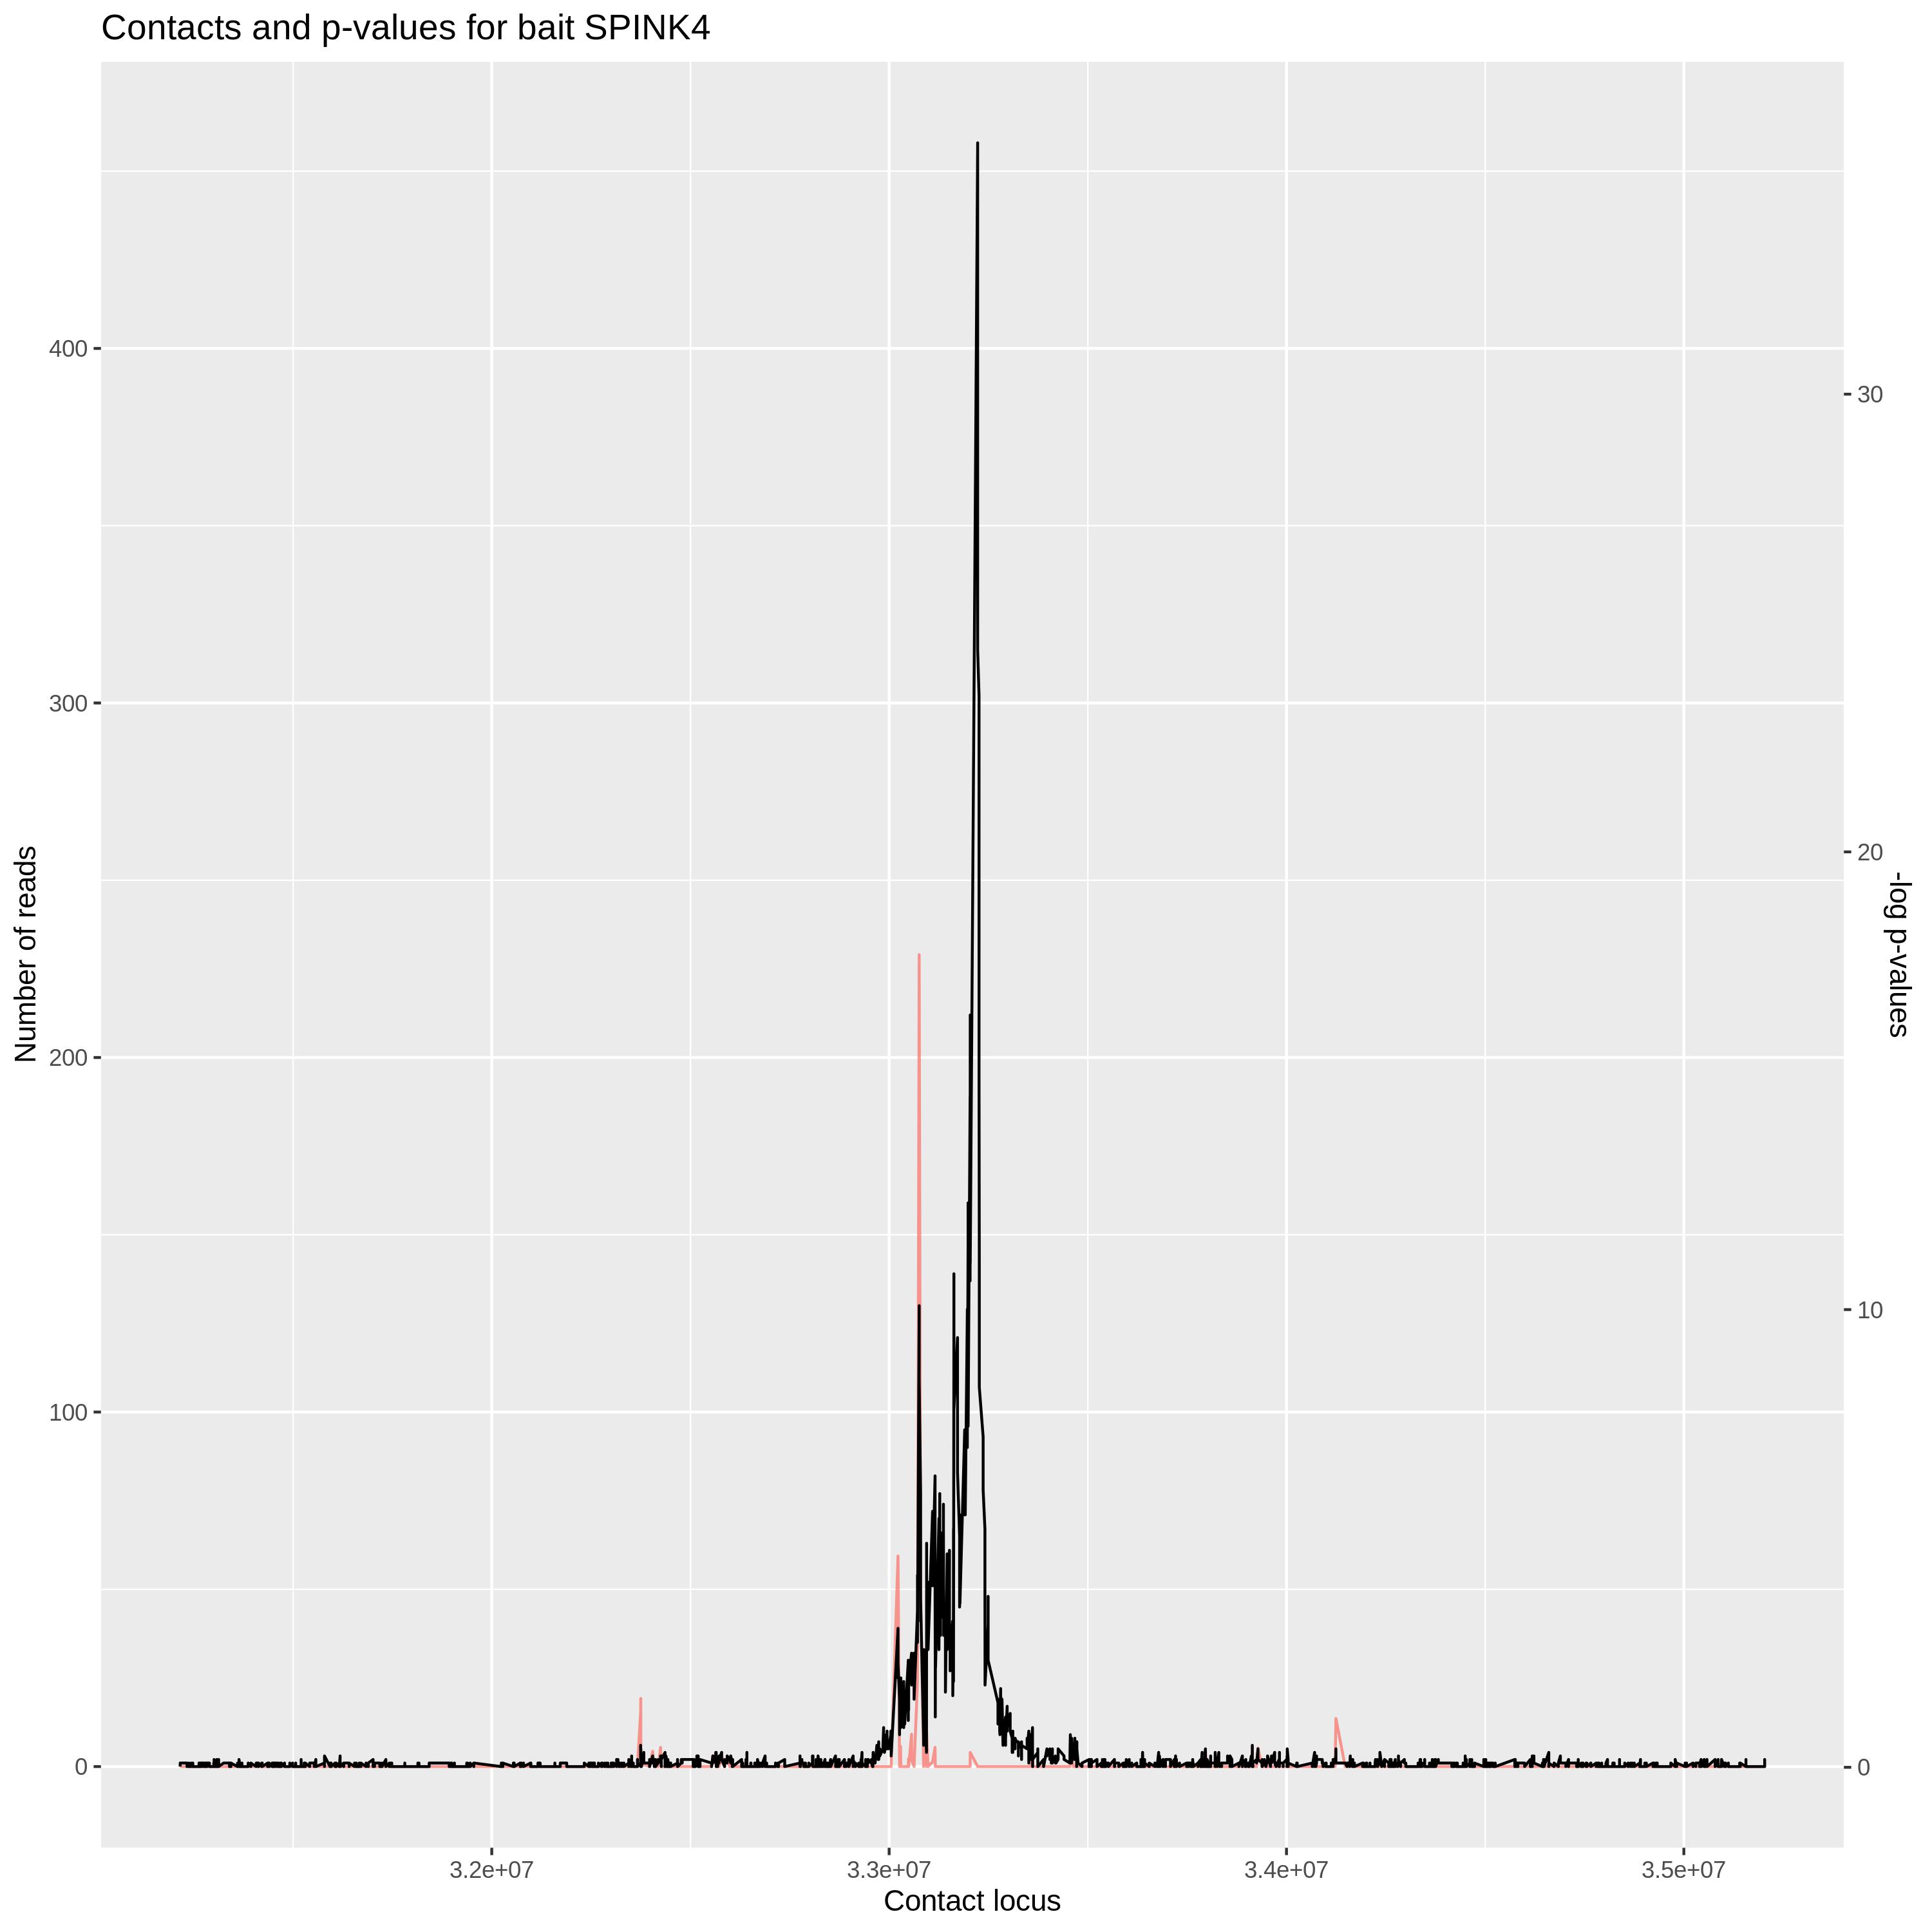 Contacts and p-values for bait SPINK4
400
300
200
100
0
Number of reads
30
20
10
0
-log p-values
3.2e+07
3.3e+07
3.4e+07
3.5e+07
Contact locus